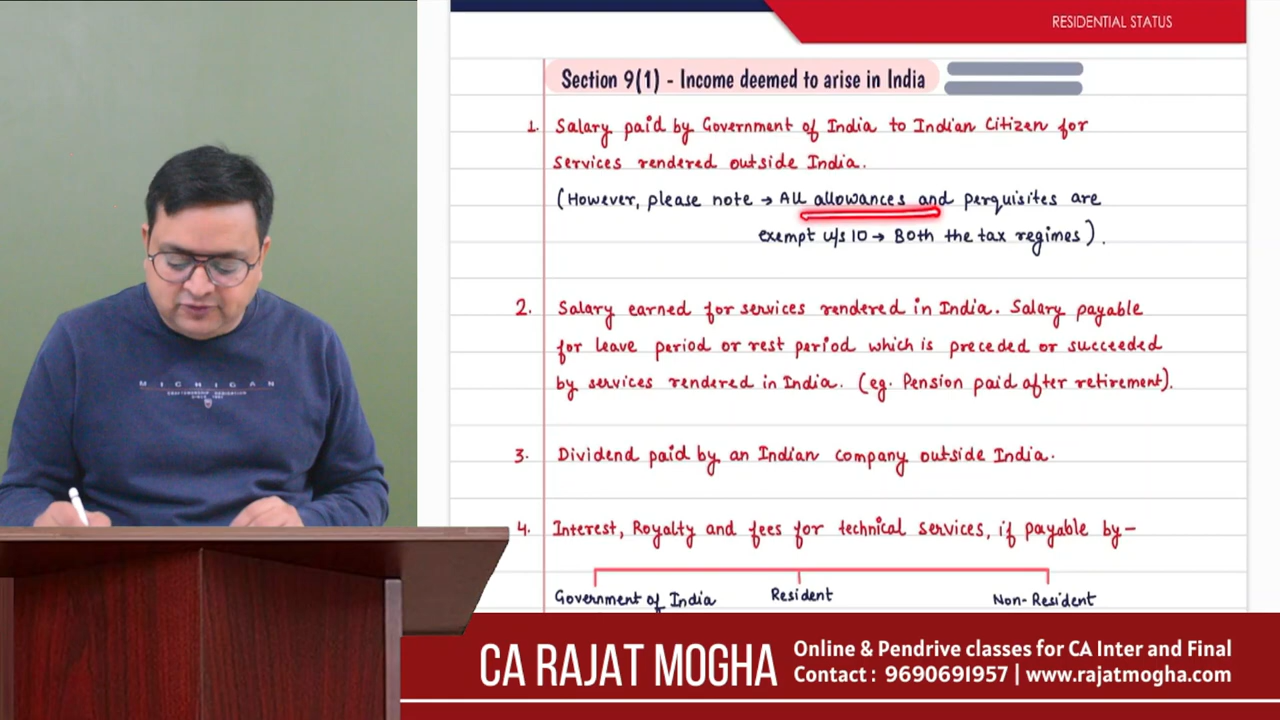 RESIDENTIAL STATUS
Section 9(1) - Income deemed to arise in India
1. Salary paid by Government of India to Indian Citizen for
services rendered outside India.
(However, please note → All allowances and perquisites are
exempt u/s 10 → Both the tax regimes).
2. Salary earned for services rendered in India. Salary payable
for leave period or rest period which is preceded or succeeded
by services rendered in India. (eg. Pension paid after retirement).
3. Dividend paid by an Indian company outside India.
4. Interest, Royalty and fees for technical services, if payable by-
Government of India Resident Non-Resident
MICHIGAN
CA RAJAT MOGHA
Online & Pendrive classes for CA Inter and Final
Contact : 9690691957 | www.rajatmogha.com